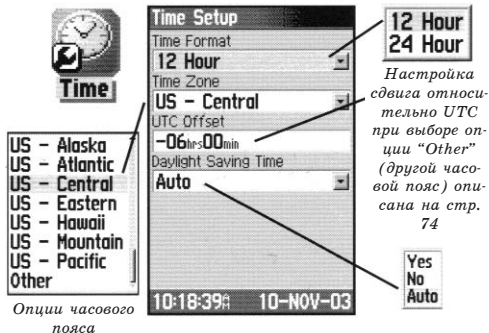 Time
US - Alaska
US - Atlantic
US - Central
US - Eastern
US - Hawaii
US - Mountain
US - Pacific
Other
Опции часового
пояса
Time Setup
Time Format
12 Hour
Time Zone
US - Central
UTC Offset
-06hrs00min
Daylight Saving Time
Auto
10:18:39A 10-NOV-03
12 Hour
24 Hour
Настройка
сдвига относи-
тельно UTC
при выборе оп-
ции “Other”
(другой часо-
вой пояс) опи-
сана на стр.
74
Yes
No
Auto